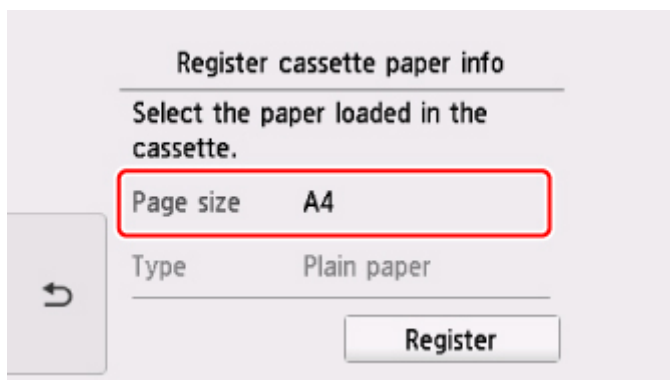 Register cassette paper info
Select the paper loaded in the
cassette.
Page size A4
Type Plain paper
Register